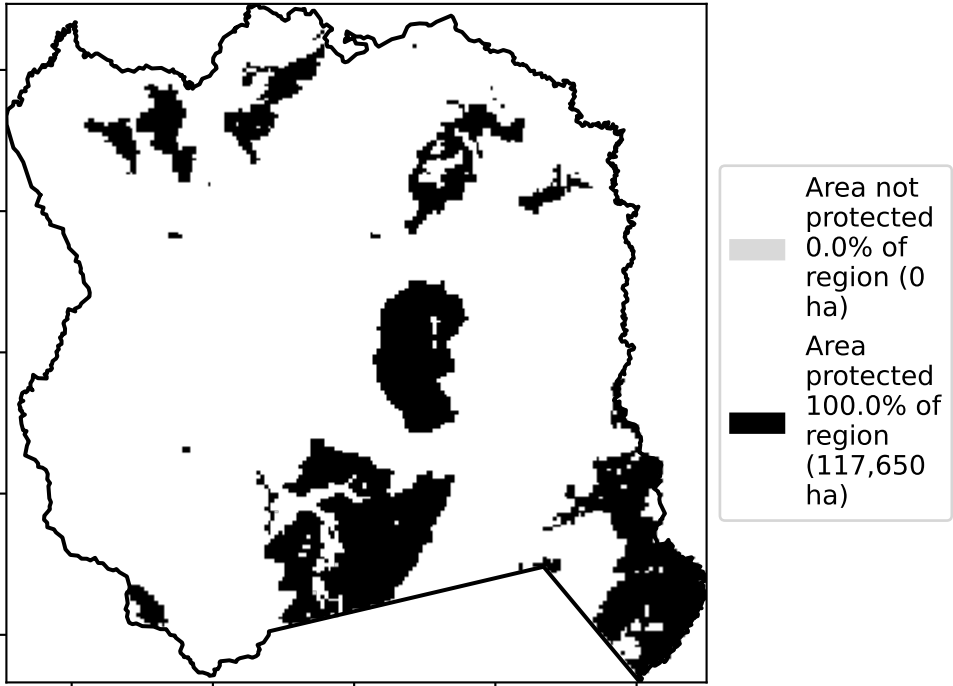 Area not
protected
0.0% of
region (0
ha)
Area
protected
100.0% of
region
(117,650
ha)